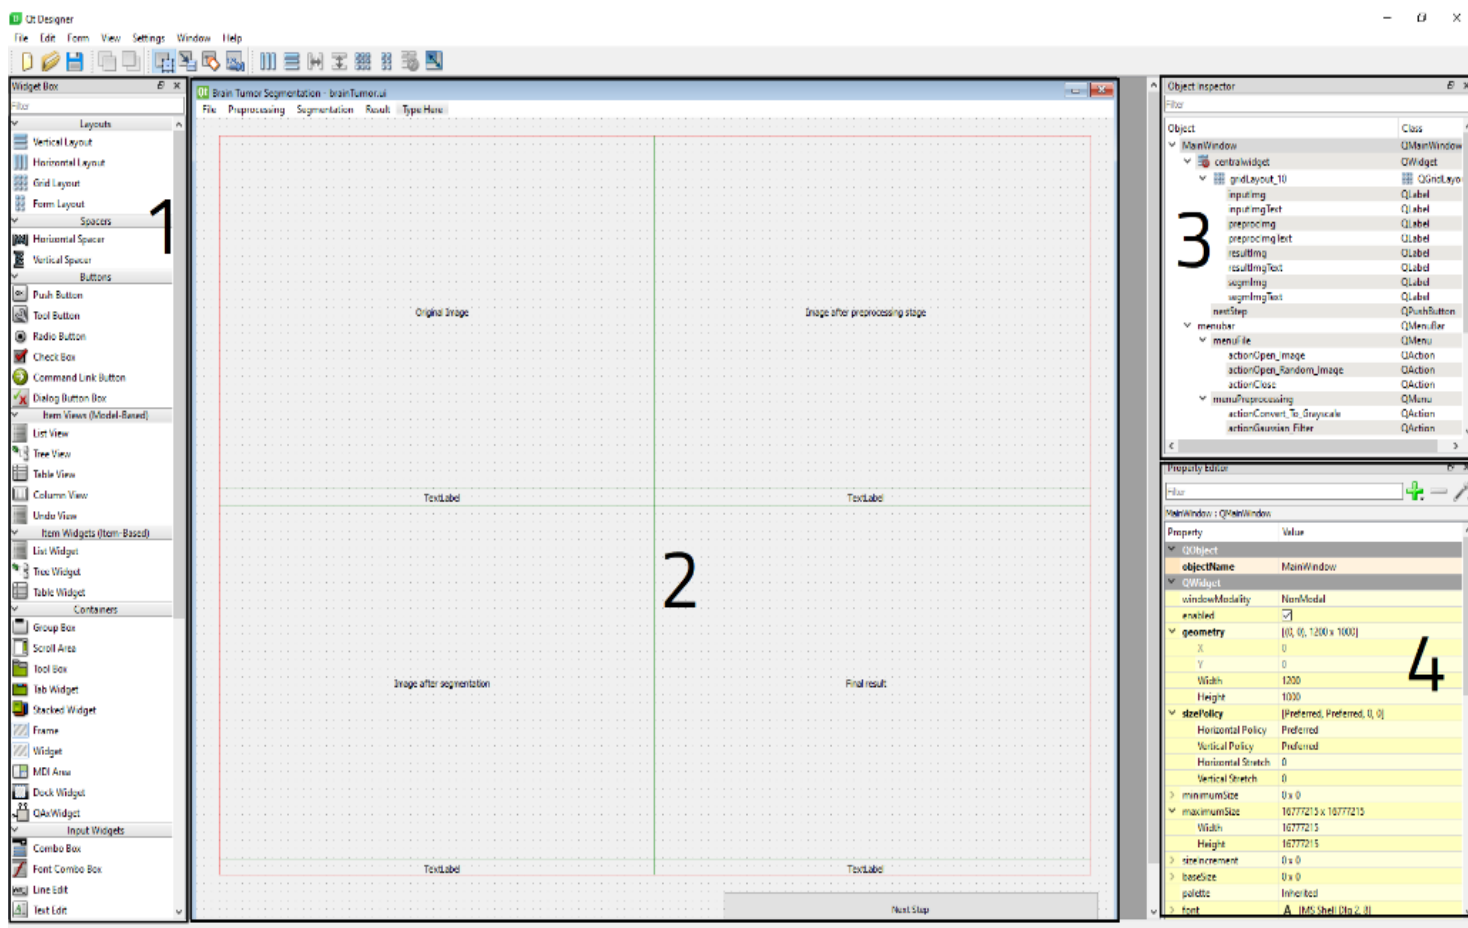 Qt Designer
File Edit Form View Settings Window Help
Widget Box
Filter
Layouts
Vertical Layout
Horizontal Layout
Grid Layout
Form Layout
Spacers
Horizontal Spacer
Vertical Spacer
Buttons
Push Button
Tool Button
Radio Button
Check Box
Command Link Button
Dialog Button Box
Item Views (Model-Based)
List View
Tree View
Table View
Column View
Undo View
Item Widgets (Item-Based)
List Widget
Tree Widget
Table Widget
Containers
Group Box
Scroll Area
Tool Box
Tab Widget
Stacked Widget
Frame
Widget
MDI Area
Dock Widget
QAxWidget
Input Widgets
Combo Box
Font Combo Box
Line Edit
Text Edit
1
Brain Tumor Segmentation - brainTumor.ui
File Preprocessing Segmentation Result Type Here
Original Image
Image after preprocessing stage
TextLabel
TextLabel
2
Image after segmentation
Final result
TextLabel
TextLabel
Next Step
Object Inspector
Filter
Object Class
MainWindow QMainWindow
centralwidget QWidget
gridLayout_10 QGridLayo
inputImg QLabel
inputImgText QLabel
preprocImg QLabel
preprocImgText QLabel
resultImg QLabel
resultImgText QLabel
segmImg QLabel
segmImgText QLabel
nextStep QPushButton
menubar QMenuBar
menuFile QMenu
actionOpen_Image QAction
actionOpen_Random_Image QAction
actionClose QAction
menuPreprocessing QMenu
actionConvert_To_Grayscale QAction
actionGaussian_Filter QAction
3
Property Editor
Filter
MainWindow : QMainWindow
Property Value
QObject
objectName MainWindow
QWidget
windowModality NonModal
enabled
geometry [(0, 0), 1200 x 1000]
X 0
Y 0
Width 1200
Height 1000
sizePolicy [Preferred, Preferred, 0, 0]
Horizontal Policy Preferred
Vertical Policy Preferred
Horizontal Stretch 0
Vertical Stretch 0
minimumSize 0 x 0
maximumSize 16777215 x 16777215
Width 16777215
Height 16777215
sizeIncrement 0 x 0
baseSize 0 x 0
palette Inherited
font A [MS Shell Dlg 2, 8]
4